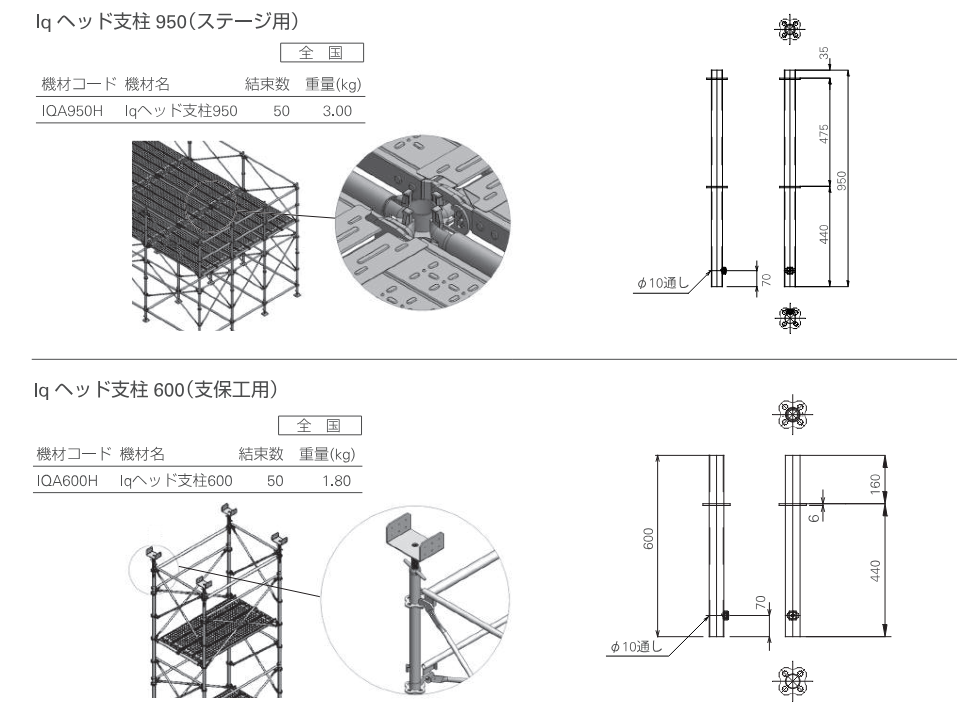 Iq ヘッド支柱 950（ステージ用）
全　国
機材コード 機材名 結束数 重量(kg)
IQA950H Iqヘッド支柱950 50 3.00
35
475
950
440
70
φ10通し
Iq ヘッド支柱 600（支保工用）
全　国
機材コード 機材名 結束数 重量(kg)
IQA600H Iqヘッド支柱600 50 1.80
160
6
600
440
70
φ10通し